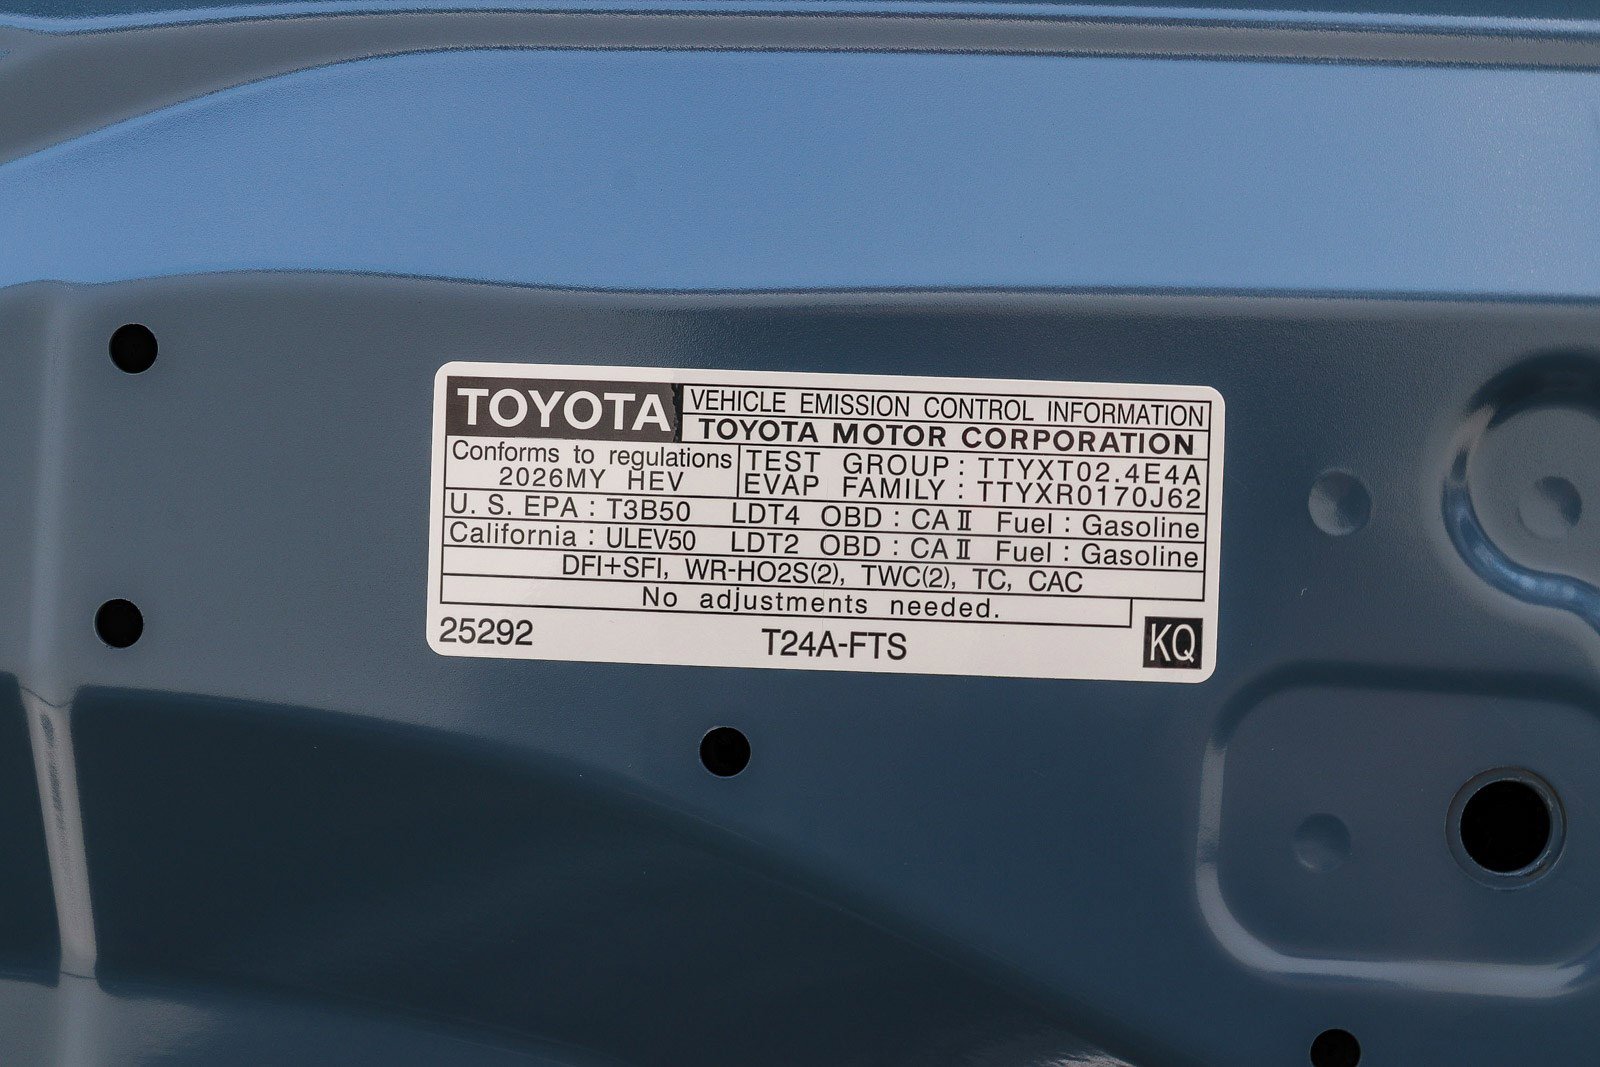 TOYOTA
VEHICLE EMISSION CONTROL INFORMATION
TOYOTA MOTOR CORPORATION
Conforms to regulations
2026MY HEV
TEST GROUP : TTYXT02.4E4A
EVAP FAMILY : TTYXR0170J62
U. S. EPA : T3B50 LDT4 OBD : CA II Fuel : Gasoline
California : ULEV50 LDT2 OBD : CA II Fuel : Gasoline
DFI+SFI, WR-HO2S(2), TWC(2), TC, CAC
No adjustments needed.
25292 T24A-FTS KQ